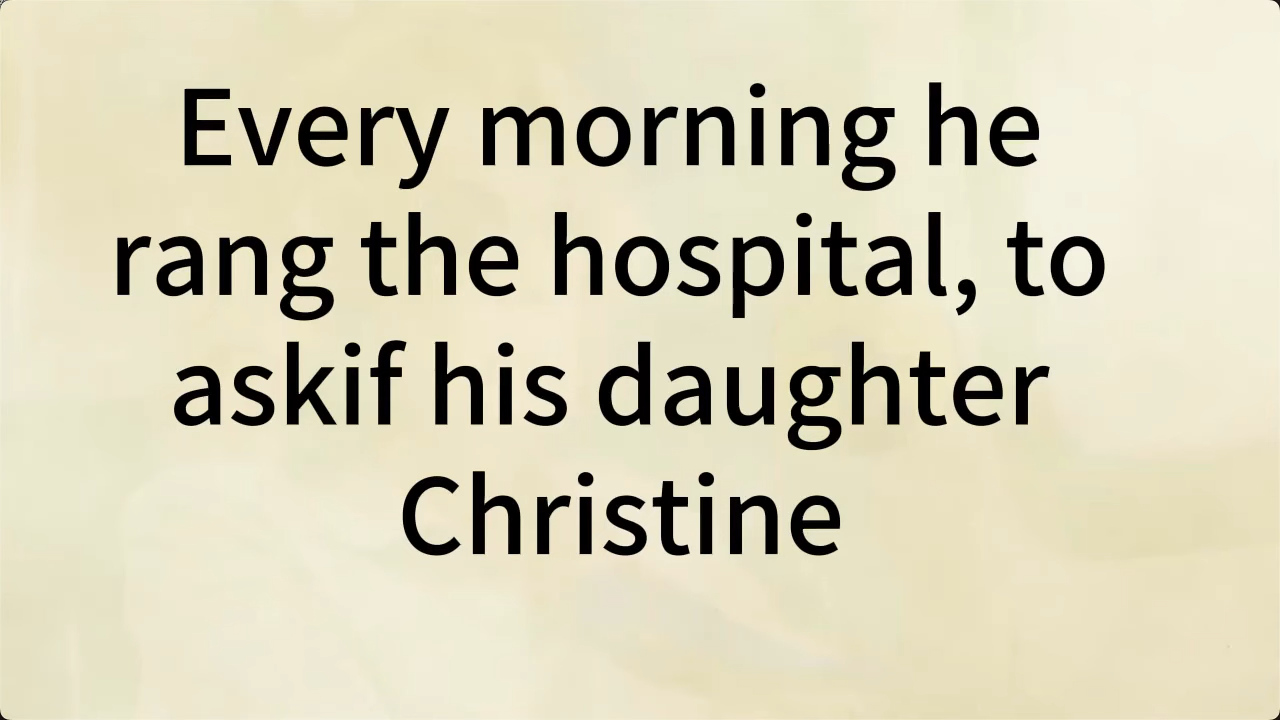 Every morning he
rang the hospital, to
askif his daughter
Christine